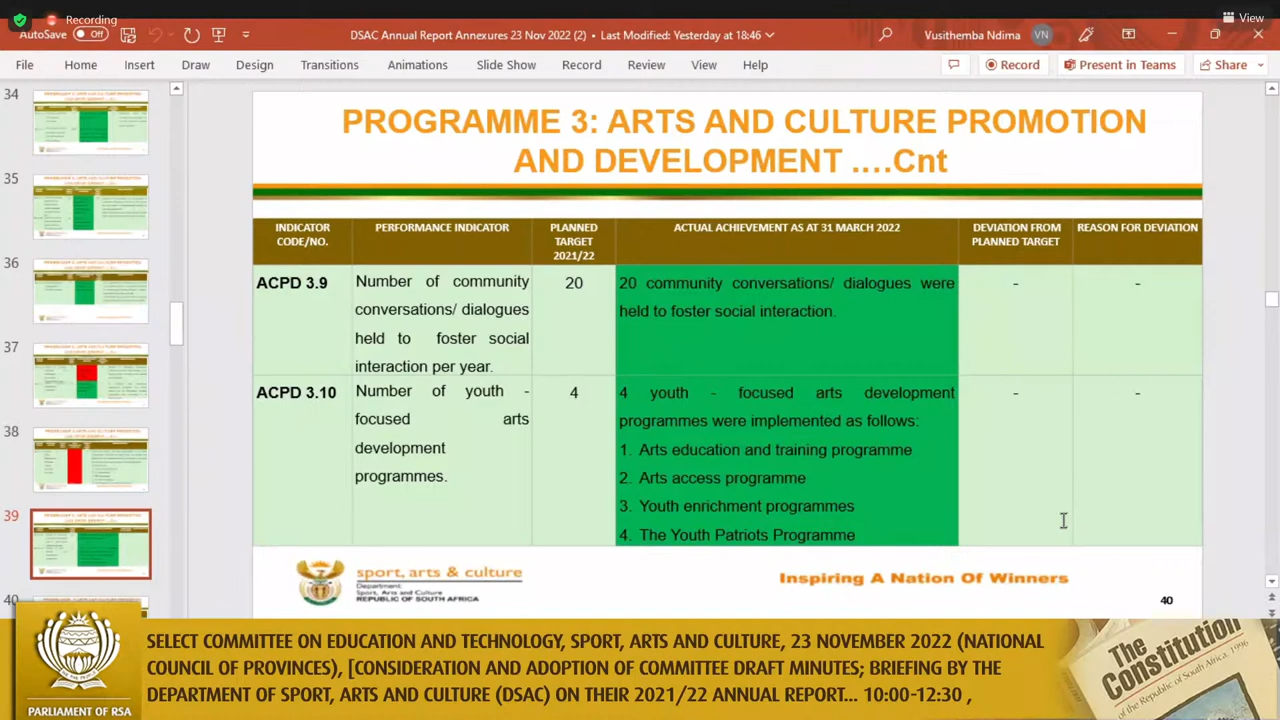 Recording
View
AutoSave Off
DSAC Annual Report Annexures 23 Nov 2022 (2) • Last Modified: Yesterday at 18:46
Vusithemba Ndima VN
File Home Insert Draw Design Transitions Animations Slide Show Record Review View Help Record Present in Teams Share
34
35
36
37
38
39
40
PROGRAMME 3: ARTS AND CULTURE PROMOTION
AND DEVELOPMENT ....Cnt
INDICATOR
CODE/NO.
PERFORMANCE INDICATOR
PLANNED
TARGET
2021/22
ACTUAL ACHIEVEMENT AS AT 31 MARCH 2022
DEVIATION FROM
PLANNED TARGET
REASON FOR DEVIATION
ACPD 3.9
Number of community
conversations/ dialogues
held to foster social
interaction per year.
20
20 community conversations/ dialogues were
held to foster social interaction.
-
-
ACPD 3.10
Number of youth -
focused arts
development
programmes.
4
4 youth - focused arts development
programmes were implemented as follows:
1. Arts education and training programme
2. Arts access programme
3. Youth enrichment programmes
4. The Youth Patriots Programme
-
-
sport, arts & culture
Department:
Sport, Arts and Culture
REPUBLIC OF SOUTH AFRICA
Inspiring A Nation Of Winners
40
PARLIAMENT OF RSA
SELECT COMMITTEE ON EDUCATION AND TECHNOLOGY, SPORT, ARTS AND CULTURE, 23 NOVEMBER 2022 (NATIONAL
COUNCIL OF PROVINCES), [CONSIDERATION AND ADOPTION OF COMMITTEE DRAFT MINUTES; BRIEFING BY THE
DEPARTMENT OF SPORT, ARTS AND CULTURE (DSAC) ON THEIR 2021/22 ANNUAL REPORT... 10:00-12:30 ,
The
Constitution
of the Republic of South Africa, 1996